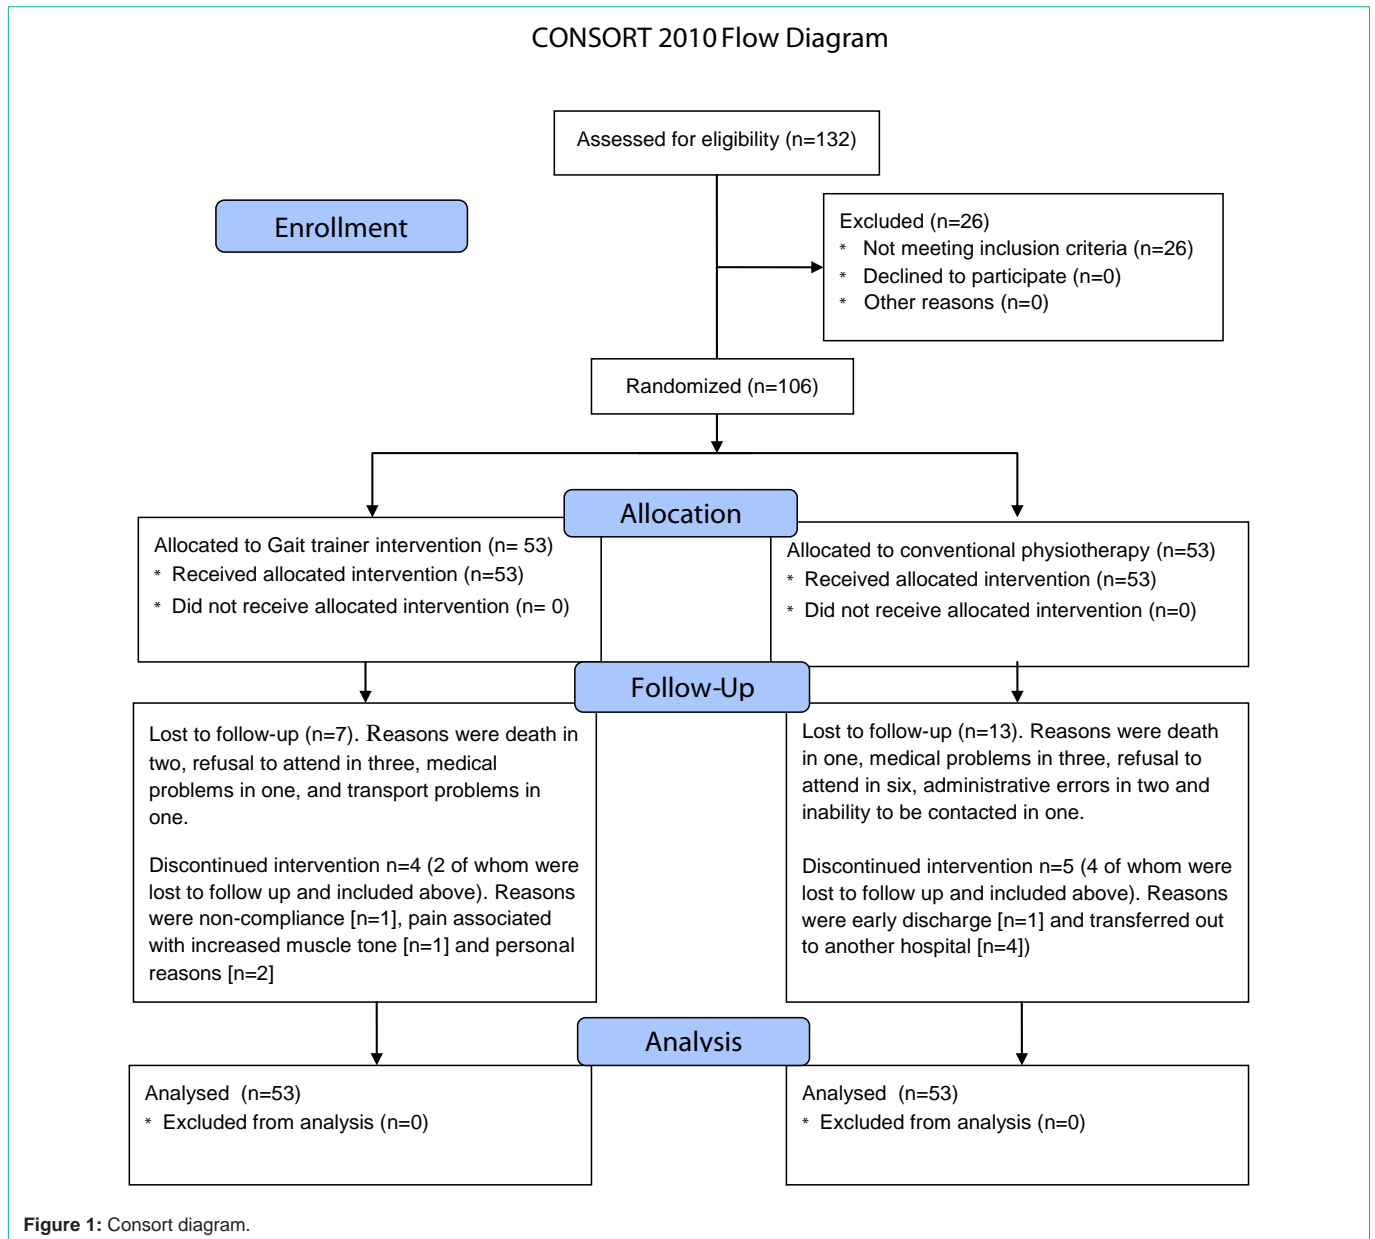 CONSORT 2010 Flow Diagram
Assessed for eligibility (n=132)
Enrollment
Excluded (n=26)
* Not meeting inclusion criteria (n=26)
* Declined to participate (n=0)
* Other reasons (n=0)
Randomized (n=106)
Allocation
Allocated to Gait trainer intervention (n= 53)
* Received allocated intervention (n=53)
* Did not receive allocated intervention (n= 0)
Allocated to conventional physiotherapy (n=53)
* Received allocated intervention (n=53)
* Did not receive allocated intervention (n=0)
Follow-Up
Lost to follow-up (n=7). Reasons were death in
two, refusal to attend in three, medical
problems in one, and transport problems in
one.
Discontinued intervention n=4 (2 of whom were
lost to follow up and included above). Reasons
were non-compliance [n=1], pain associated
with increased muscle tone [n=1] and personal
reasons [n=2]
Lost to follow-up (n=13). Reasons were death
in one, medical problems in three, refusal to
attend in six, administrative errors in two and
inability to be contacted in one.
Discontinued intervention n=5 (4 of whom were
lost to follow up and included above). Reasons
were early discharge [n=1] and transferred out
to another hospital [n=4])
Analysis
Analysed (n=53)
* Excluded from analysis (n=0)
Analysed (n=53)
* Excluded from analysis (n=0)
Figure 1: Consort diagram.